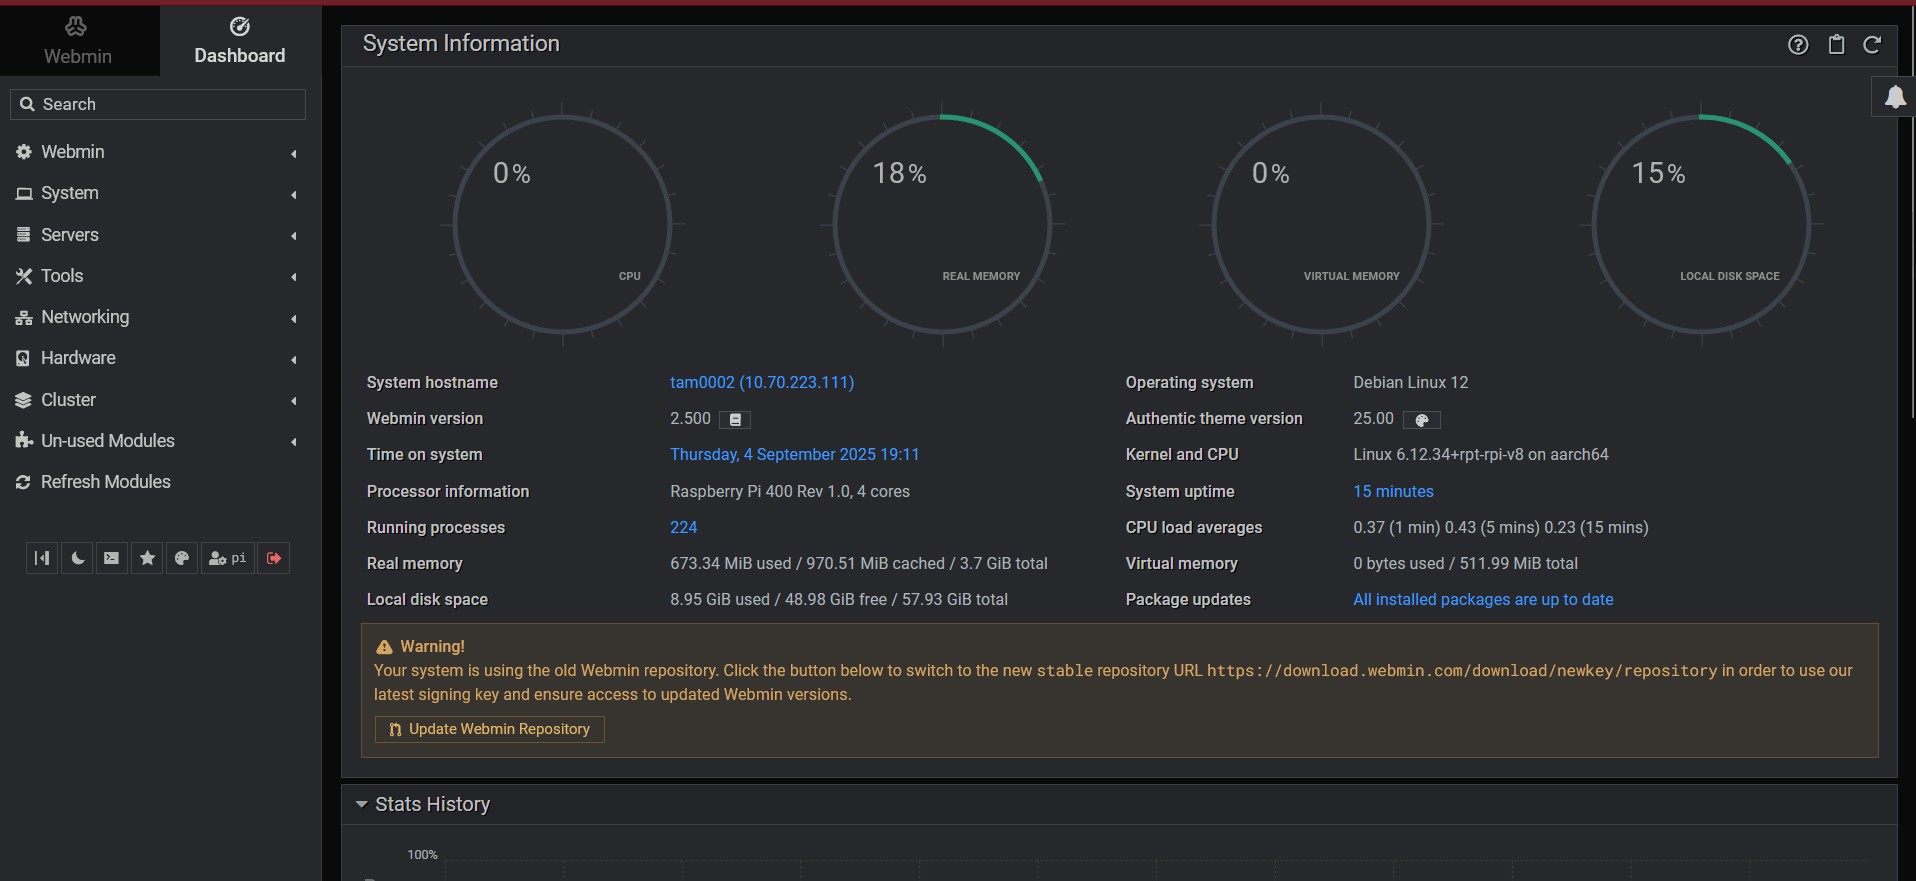 Webmin
Dashboard
Search
Webmin
System
Servers
Tools
Networking
Hardware
Cluster
Un-used Modules
Refresh Modules
pi
System Information
0%
CPU
18%
REAL MEMORY
0%
VIRTUAL MEMORY
15%
LOCAL DISK SPACE
System hostname tam0002 (10.70.223.111) Operating system Debian Linux 12
Webmin version 2.500 Authentic theme version 25.00
Time on system Thursday, 4 September 2025 19:11 Kernel and CPU Linux 6.12.34+rpt-rpi-v8 on aarch64
Processor information Raspberry Pi 400 Rev 1.0, 4 cores System uptime 15 minutes
Running processes 224 CPU load averages 0.37 (1 min) 0.43 (5 mins) 0.23 (15 mins)
Real memory 673.34 MiB used / 970.51 MiB cached / 3.7 GiB total Virtual memory 0 bytes used / 511.99 MiB total
Local disk space 8.95 GiB used / 48.98 GiB free / 57.93 GiB total Package updates All installed packages are up to date
Warning!
Your system is using the old Webmin repository. Click the button below to switch to the new stable repository URL https://download.webmin.com/download/newkey/repository in order to use our
latest signing key and ensure access to updated Webmin versions.
Update Webmin Repository
Stats History
100%